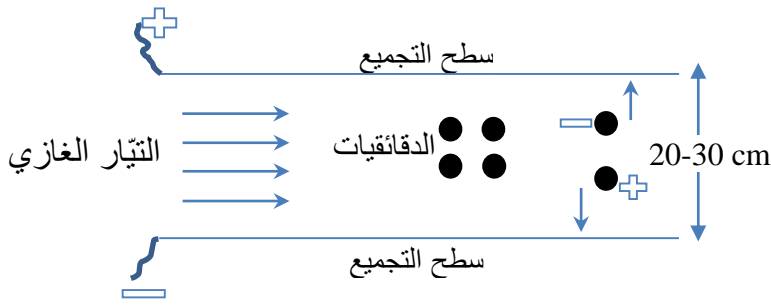 سطح التجميع
التيّار الغازي
الدقائقيات
20-30 cm
سطح التجميع